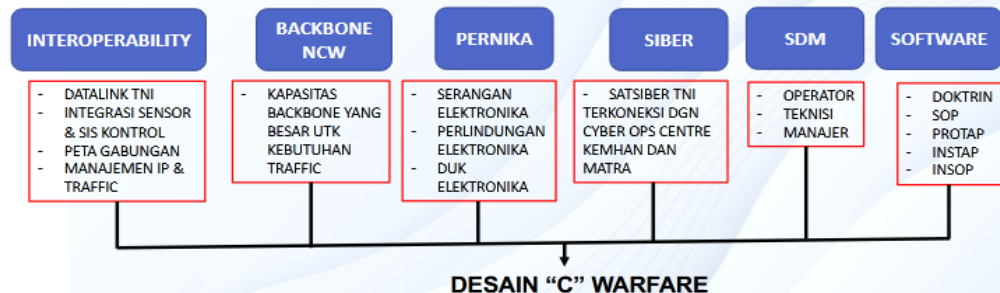 INTEROPERABILITY
- DATALINK TNI
- INTEGRASI SENSOR
& SIS KONTROL
- PETA GABUNGAN
- MANAJEMEN IP &
TRAFFIC
BACKBONE
NCW
- KAPASITAS
BACKBONE YANG
BESAR UTK
KEBUTUHAN
TRAFFIC
PERNIKA
- SERANGAN
ELEKTRONIKA
- PERLINDUNGAN
ELEKTRONIKA
- DUK
ELEKTRONIKA
SIBER
- SATSIBER TNI
TERKONEKSI DGN
CYBER OPS CENTRE
KEMHAN DAN
MATRA
SDM
- OPERATOR
- TEKNISI
- MANAJER
SOFTWARE
- DOKTRIN
- SOP
- PROTAP
- INSTAP
- INSOP
DESAIN “C” WARFARE